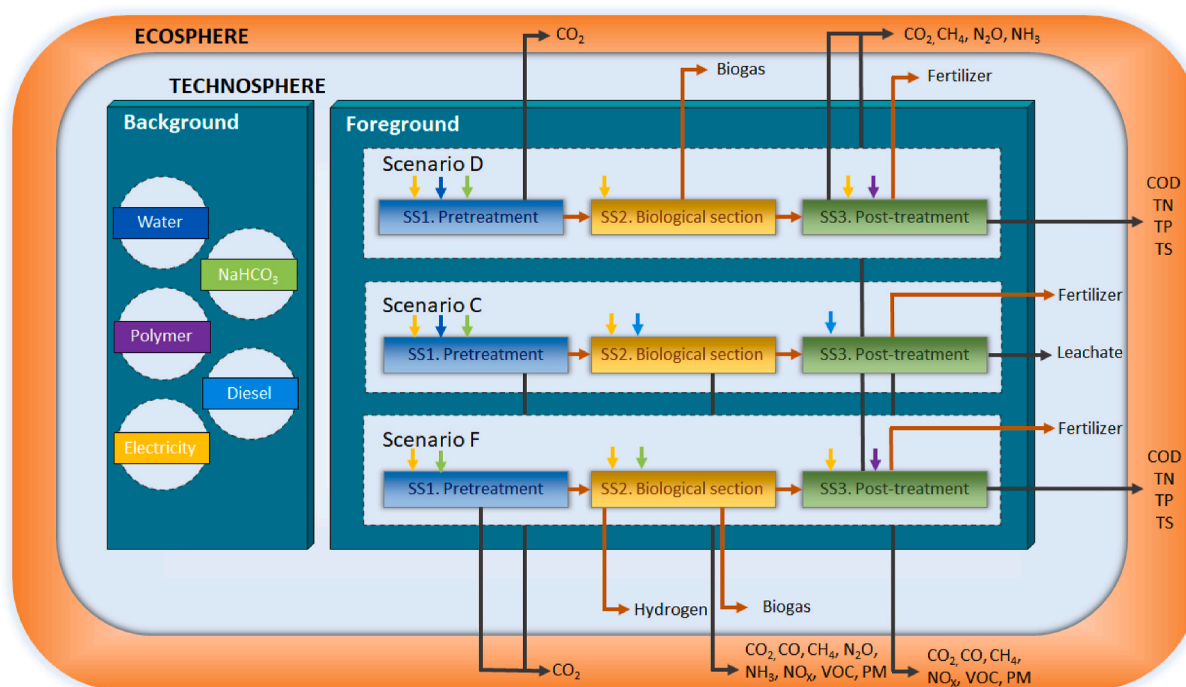 ECOSPHERE
CO₂
CO₂, CH₄, N₂O, NH₃
TECHNOSPHERE
Biogas
Fertilizer
Background
Foreground
Water
NaHCO₃
Polymer
Diesel
Electricity
Scenario D
SS1. Pretreatment
SS2. Biological section
SS3. Post-treatment
COD
TN
TP
TS
Scenario C
Fertilizer
SS1. Pretreatment
SS2. Biological section
SS3. Post-treatment
Leachate
Scenario F
Fertilizer
SS1. Pretreatment
SS2. Biological section
SS3. Post-treatment
COD
TN
TP
TS
Hydrogen
Biogas
CO₂
CO₂, CO, CH₄, N₂O,
NH₃, NOₓ, VOC, PM
CO₂, CO, CH₄,
NOₓ, VOC, PM